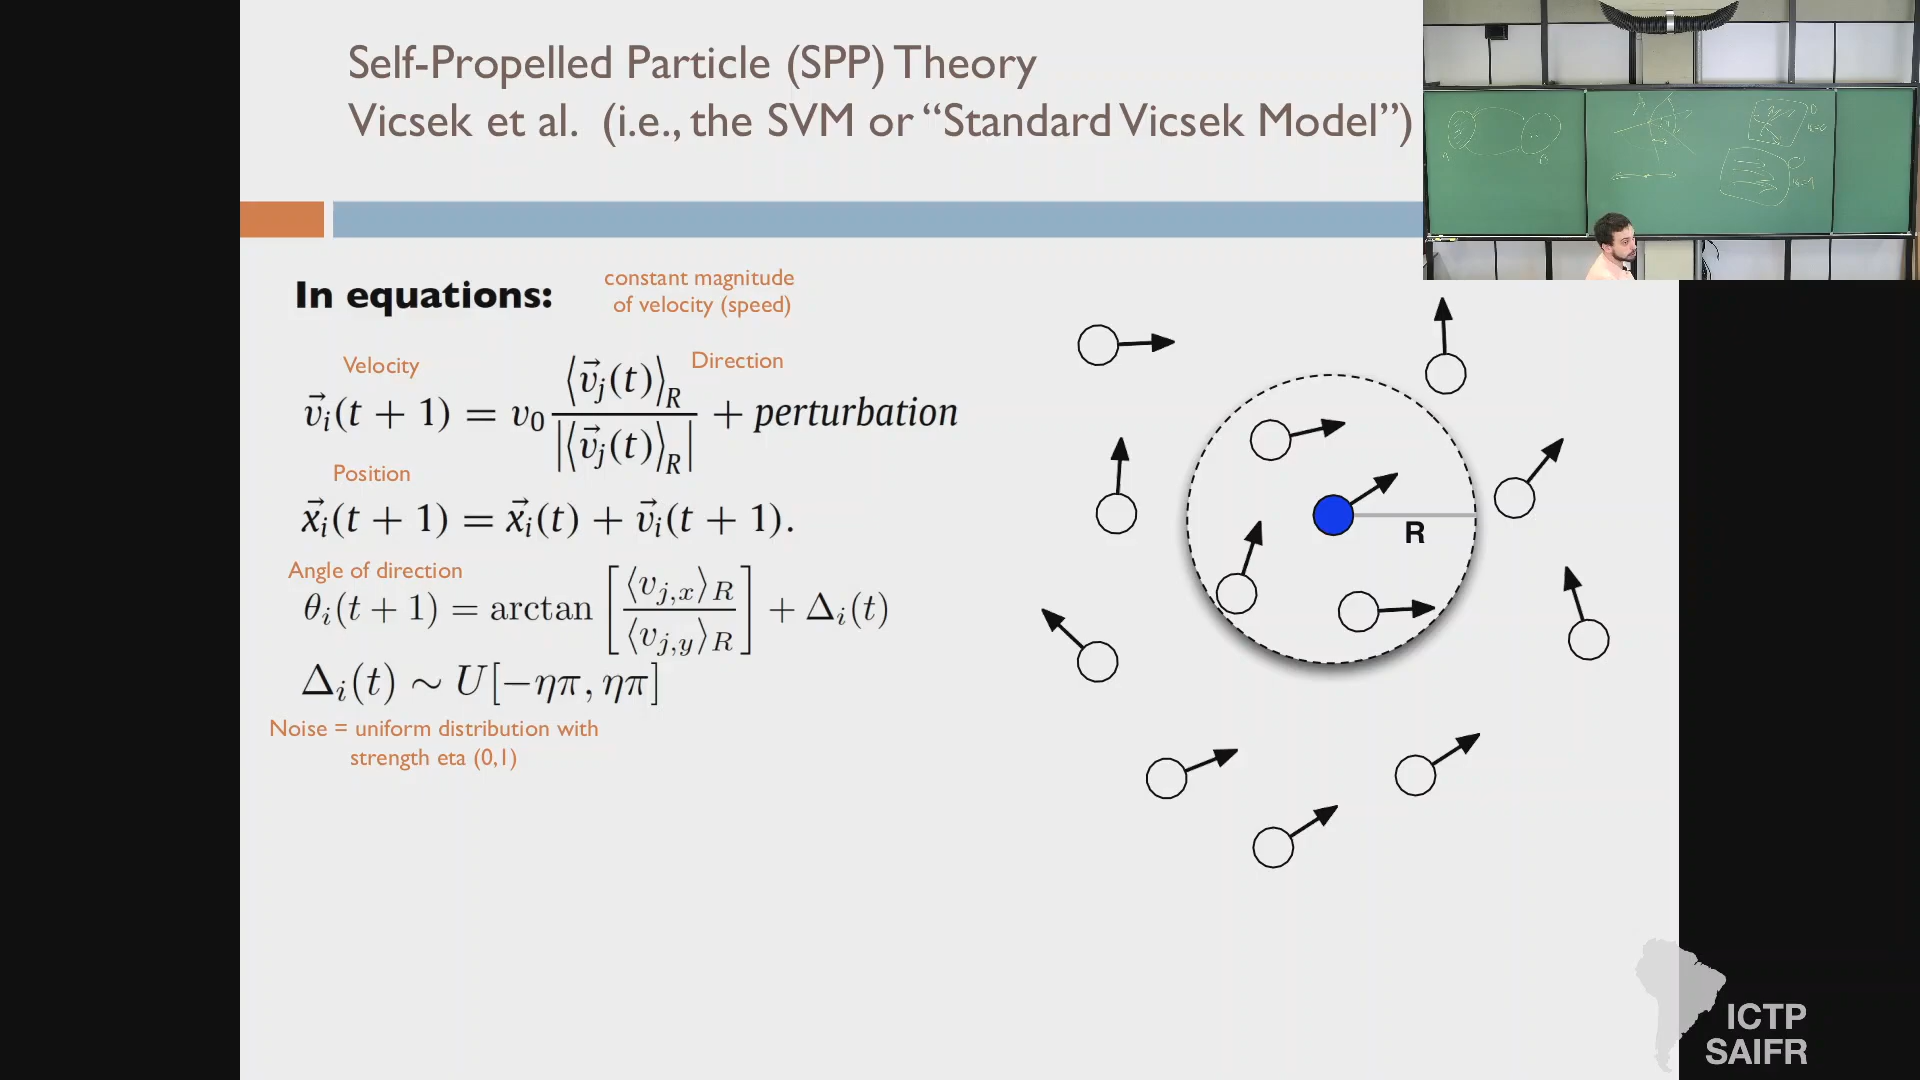 Self-Propelled Particle (SPP) Theory
Vicsek et al. (i.e., the SVM or “Standard Vicsek Model”)
In equations:
constant magnitude
of velocity (speed)
Velocity
Direction
$\vec{v}_i(t+1) = v_0 \frac{\langle \vec{v}_j(t) \rangle_R}{|\langle \vec{v}_j(t) \rangle_R|} + perturbation$
Position
$\vec{x}_i(t+1) = \vec{x}_i(t) + \vec{v}_i(t+1).$
Angle of direction
$\theta_i(t+1) = \arctan \left[ \frac{\langle v_{j,x} \rangle_R}{\langle v_{j,y} \rangle_R} \right] + \Delta_i(t)$
$\Delta_i(t) \sim U[-\eta\pi, \eta\pi]$
Noise = uniform distribution with
strength eta (0,1)
R
ICTP
SAIFR